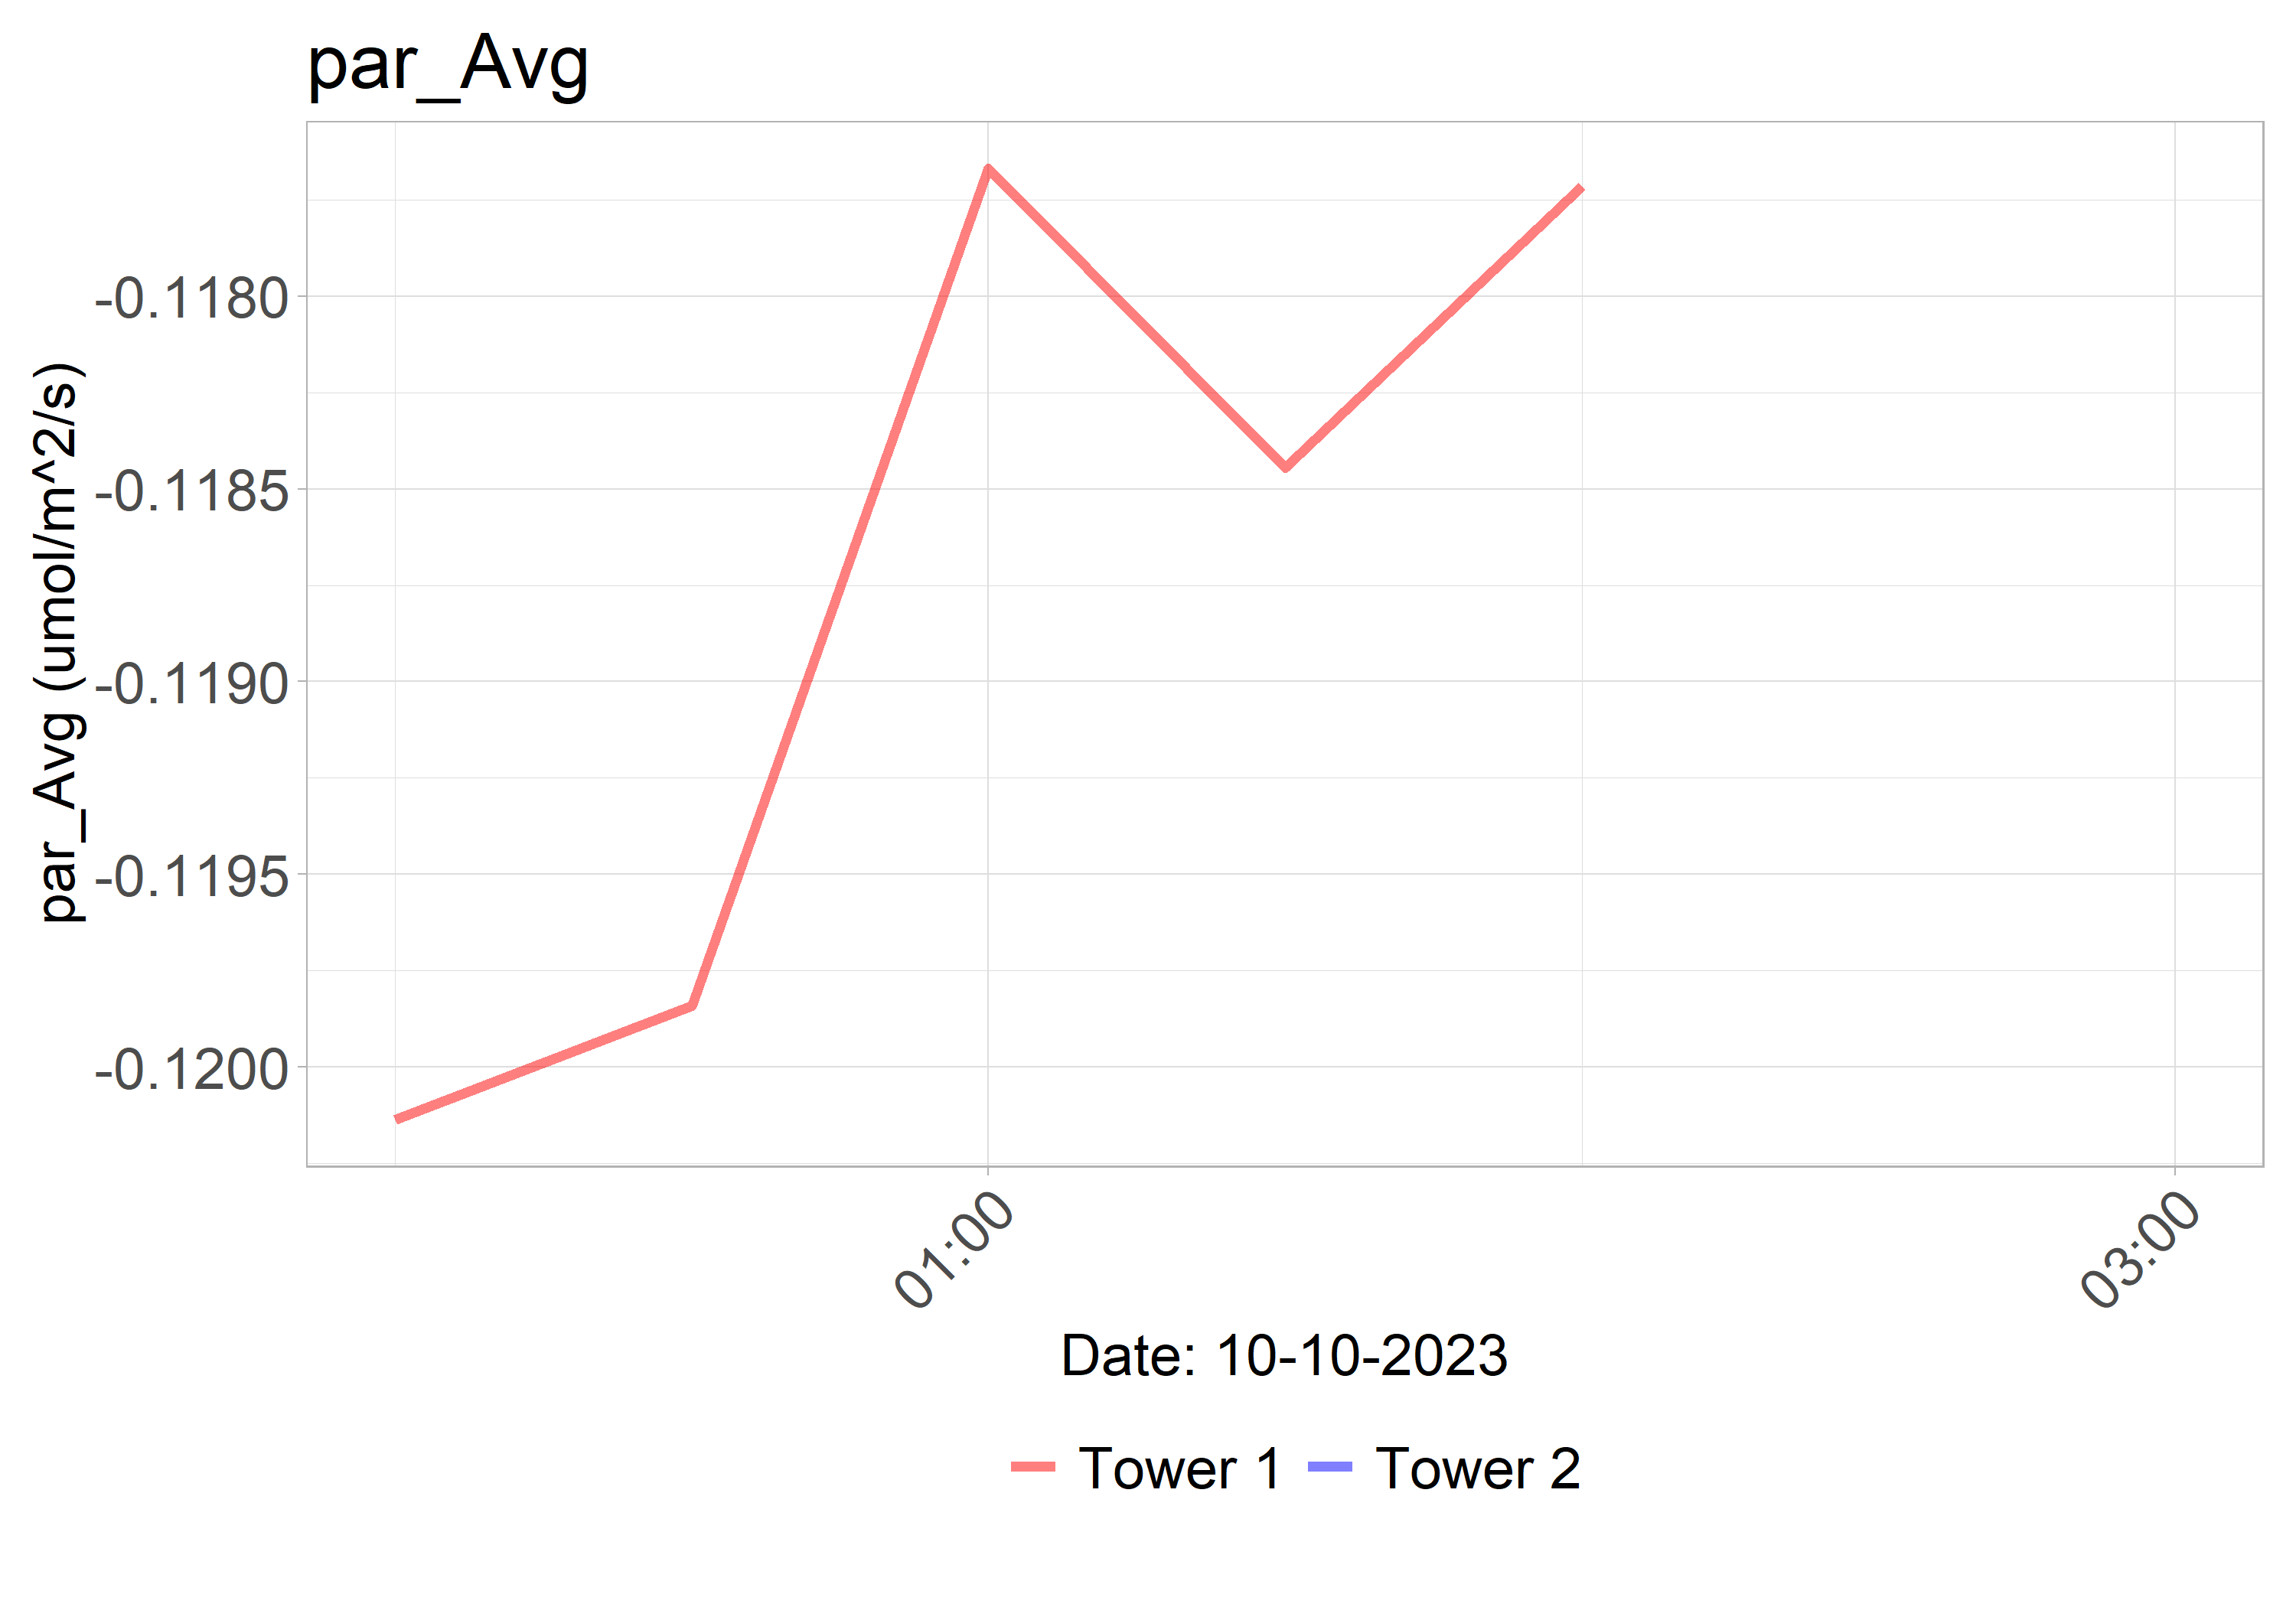 par_Avg
par_Avg (umol/m^2/s)
-0.1180
-0.1185
-0.1190
-0.1195
-0.1200
01:00
03:00
Date: 10-10-2023
Tower 1 Tower 2